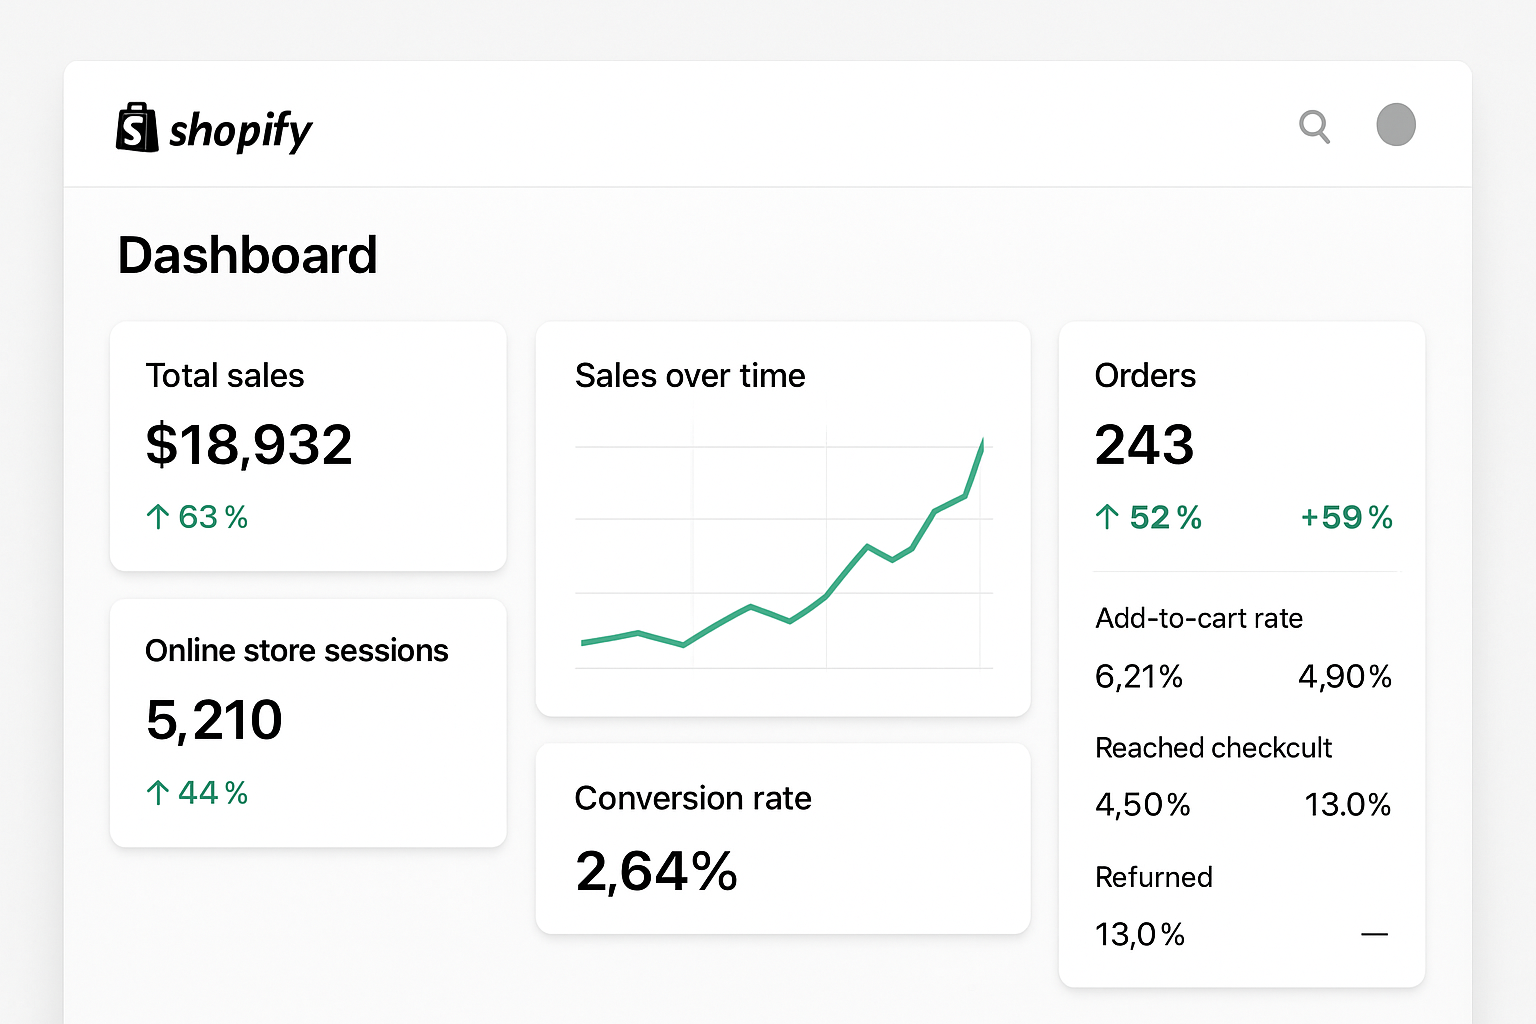 shopify
Dashboard
Total sales
$18,932
↑ 63 %
Online store sessions
5,210
↑ 44 %
Sales over time
Conversion rate
2,64%
Orders
243
↑ 52 % +59 %
Add-to-cart rate
6,21% 4,90%
Reached checkcult
4,50% 13.0%
Refurned
13,0 % —